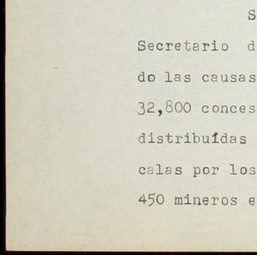 S
Secretario d
do las causas
32,800 conces
distribuídas
calas por los
450 mineros e